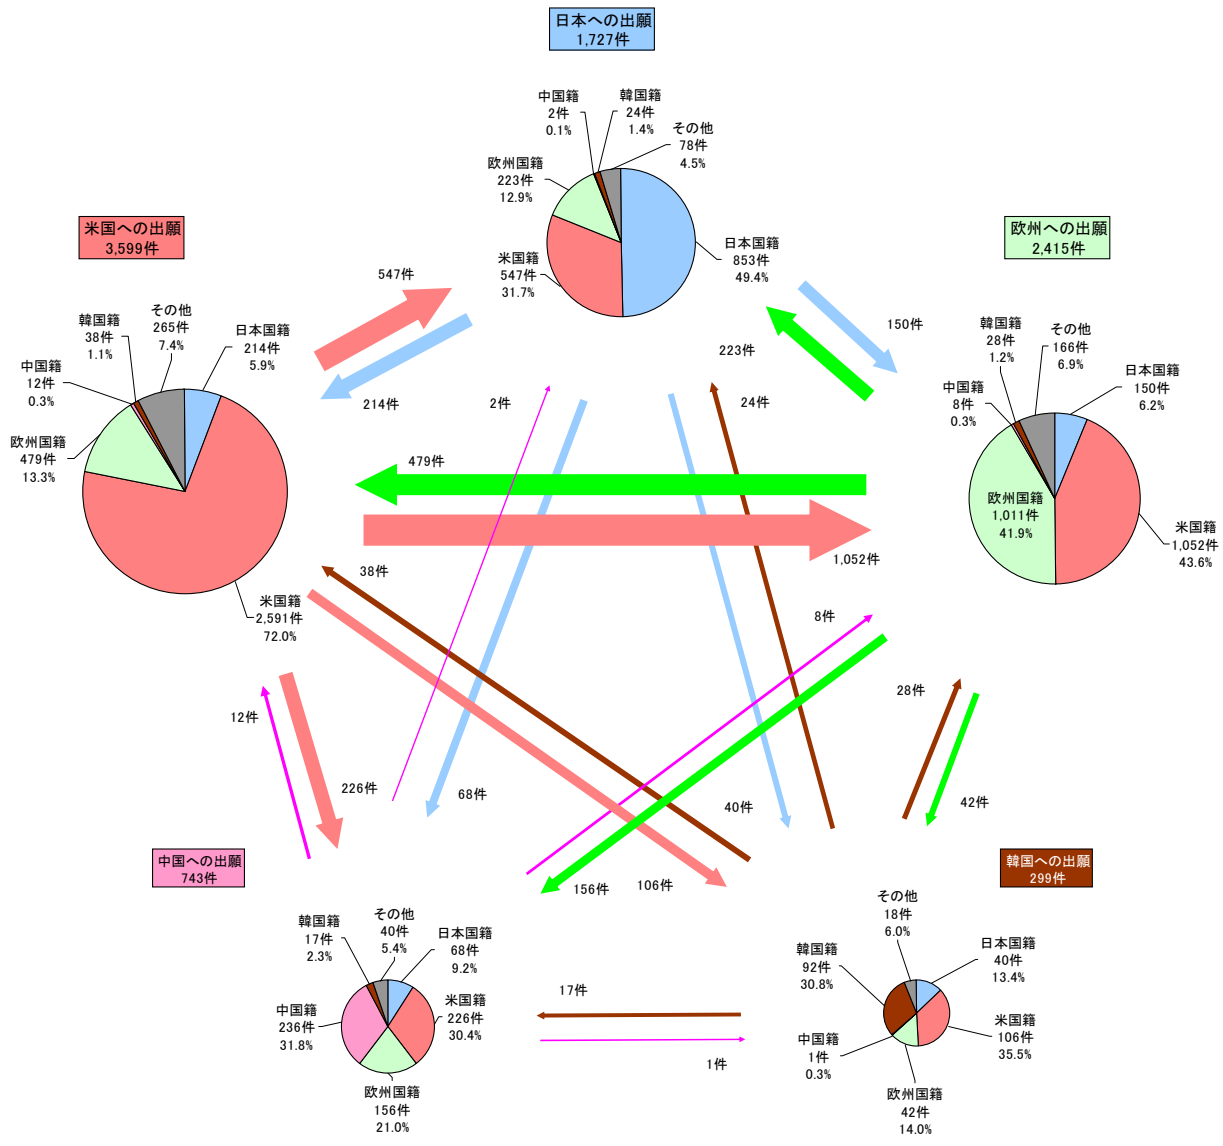 日本への出願
1,727件
中国籍
2件
0.1%
韓国籍
24件
1.4%
その他
78件
4.5%
欧州国籍
223件
12.9%
米国籍
547件
31.7%
日本国籍
853件
49.4%
米国への出願
3,599件
欧州への出願
2,415件
547件
214件
150件
223件
韓国籍
38件
1.1%
その他
265件
7.4%
日本国籍
214件
5.9%
中国籍
12件
0.3%
欧州国籍
479件
13.3%
米国籍
2,591件
72.0%
韓国籍
28件
1.2%
その他
166件
6.9%
日本国籍
150件
6.2%
中国籍
8件
0.3%
欧州国籍
1,011件
41.9%
米国籍
1,052件
43.6%
2件
24件
479件
1,052件
38件
8件
12件
28件
226件
68件
40件
42件
156件
106件
中国への出願
743件
韓国への出願
299件
韓国籍
17件
2.3%
その他
40件
5.4%
日本国籍
68件
9.2%
中国籍
236件
31.8%
米国籍
226件
30.4%
欧州国籍
156件
21.0%
17件
1件
その他
18件
6.0%
韓国籍
92件
30.8%
日本国籍
40件
13.4%
中国籍
1件
0.3%
米国籍
106件
35.5%
欧州国籍
42件
14.0%